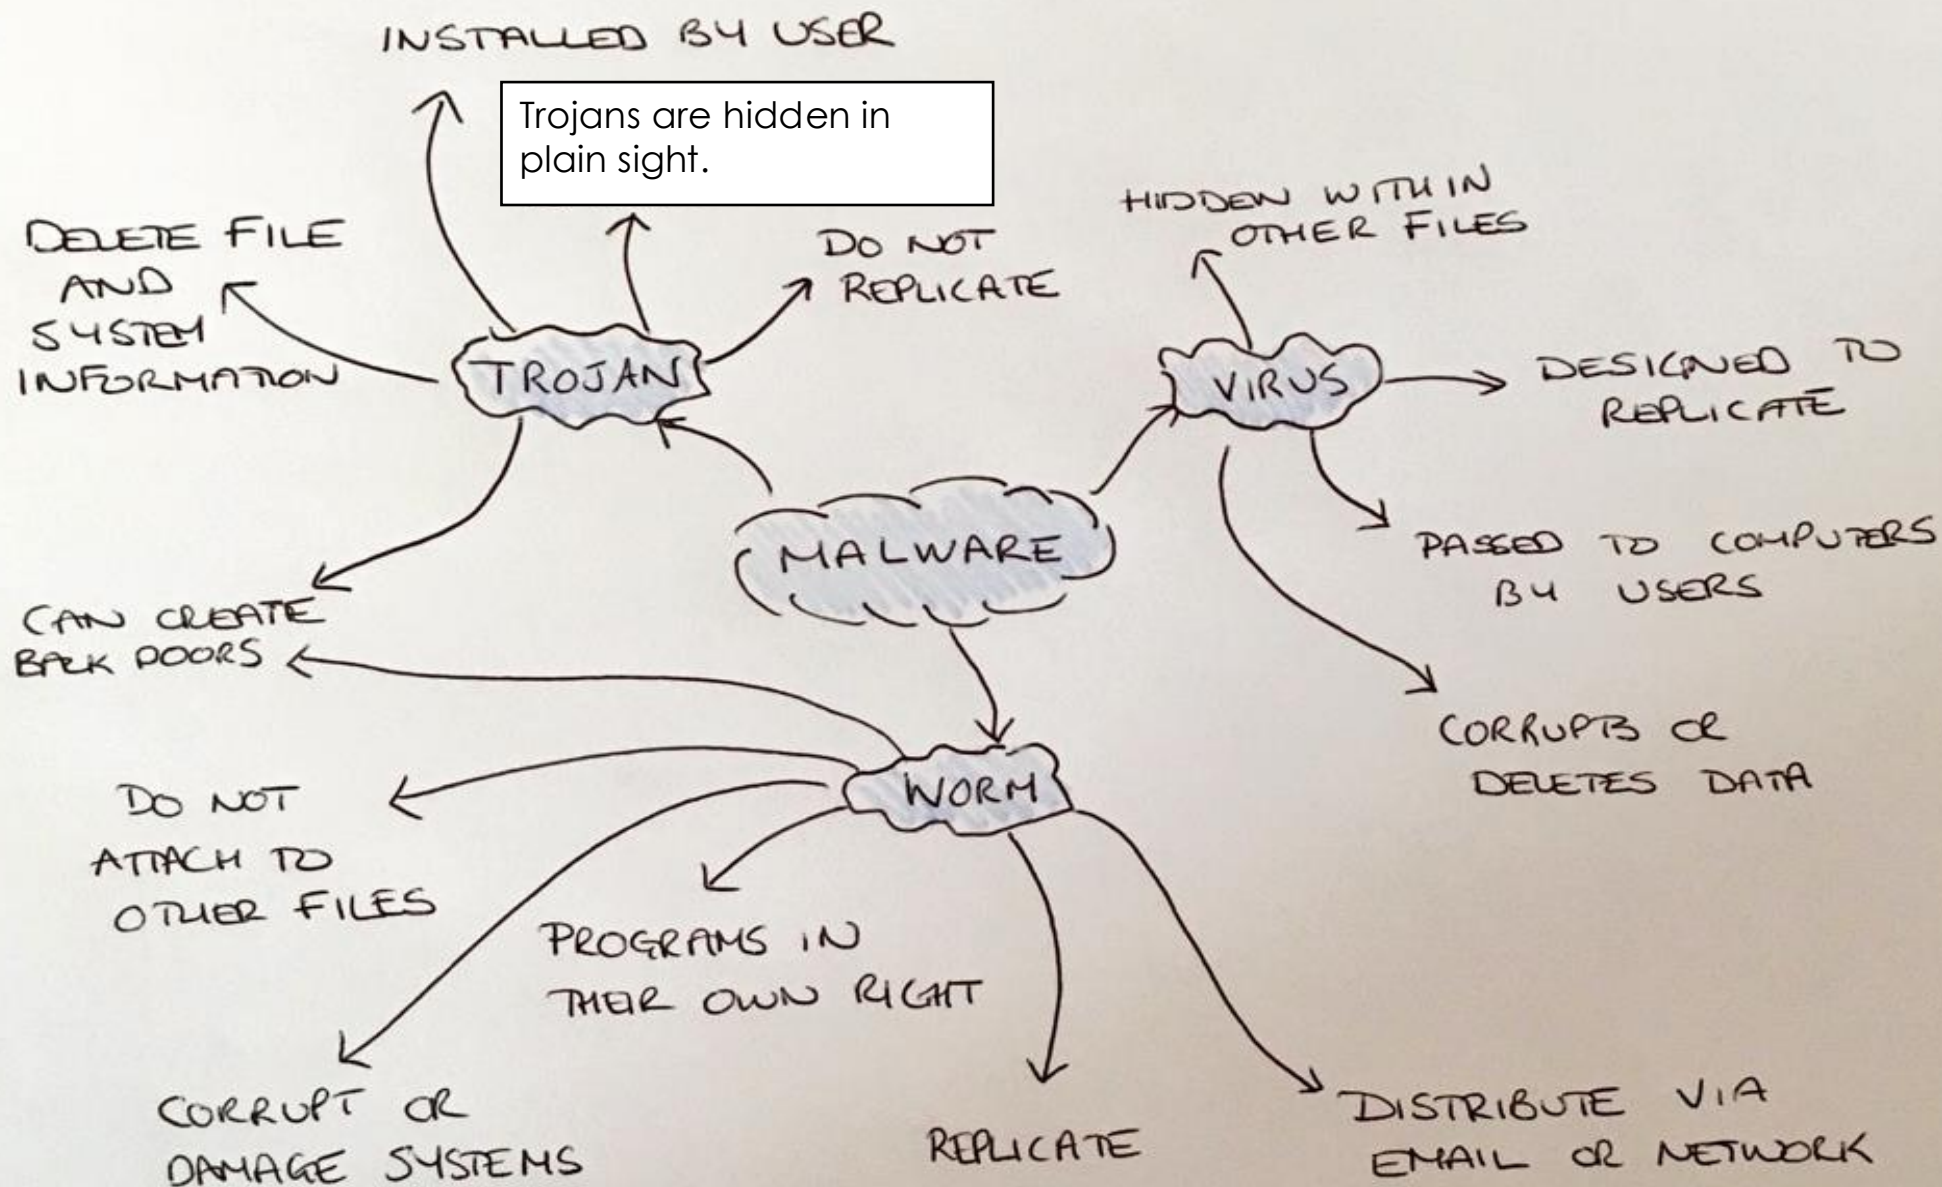 INSTALLED BY USER
Trojans are hidden in
plain sight.
DELETE FILE
AND
SYSTEM
INFORMATION
DO NOT
REPLICATE
TROJAN
HIDDEN WITHIN
OTHER FILES
VIRUS
DESIGNED TO
REPLICATE
PASSED TO COMPUTERS
BY USERS
CORRUPTS OR
DELETES DATA
MALWARE
CAN CREATE
BACK DOORS
WORM
DO NOT
ATTACH TO
OTHER FILES
PROGRAMS IN
THEIR OWN RIGHT
CORRUPT OR
DAMAGE SYSTEMS
REPLICATE
DISTRIBUTE VIA
EMAIL OR NETWORK